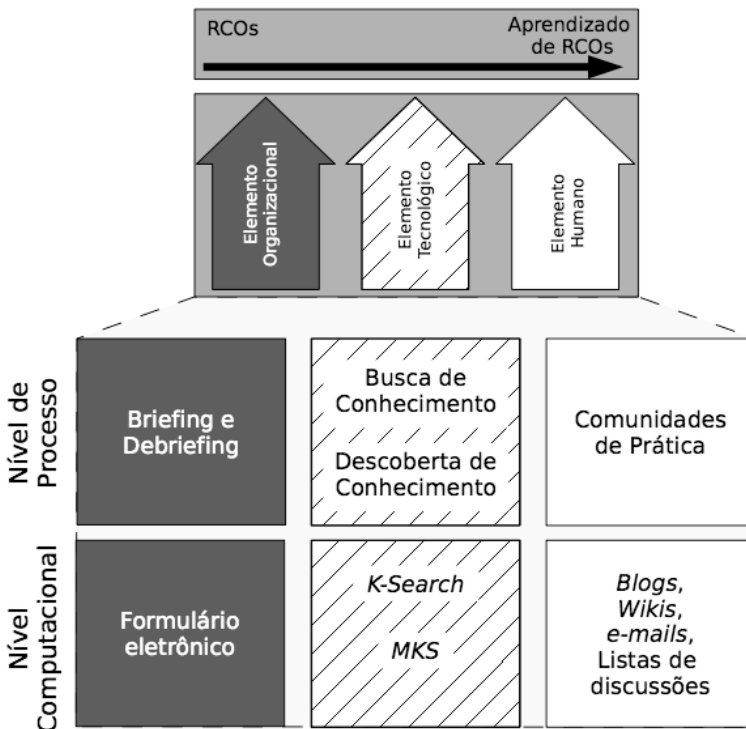 RCOs
Aprendizado
de RCOs
Elemento
Organizacional
Elemento
Tecnológico
Elemento
Humano
Nível de
Processo
Briefing e
Debriefing
Busca de
Conhecimento
Descoberta de
Conhecimento
Comunidades
de Prática
Nível
Computacional
Formulário
eletrônico
K-Search
MKS
Blogs,
Wikis,
e-mails,
Listas de
discussões